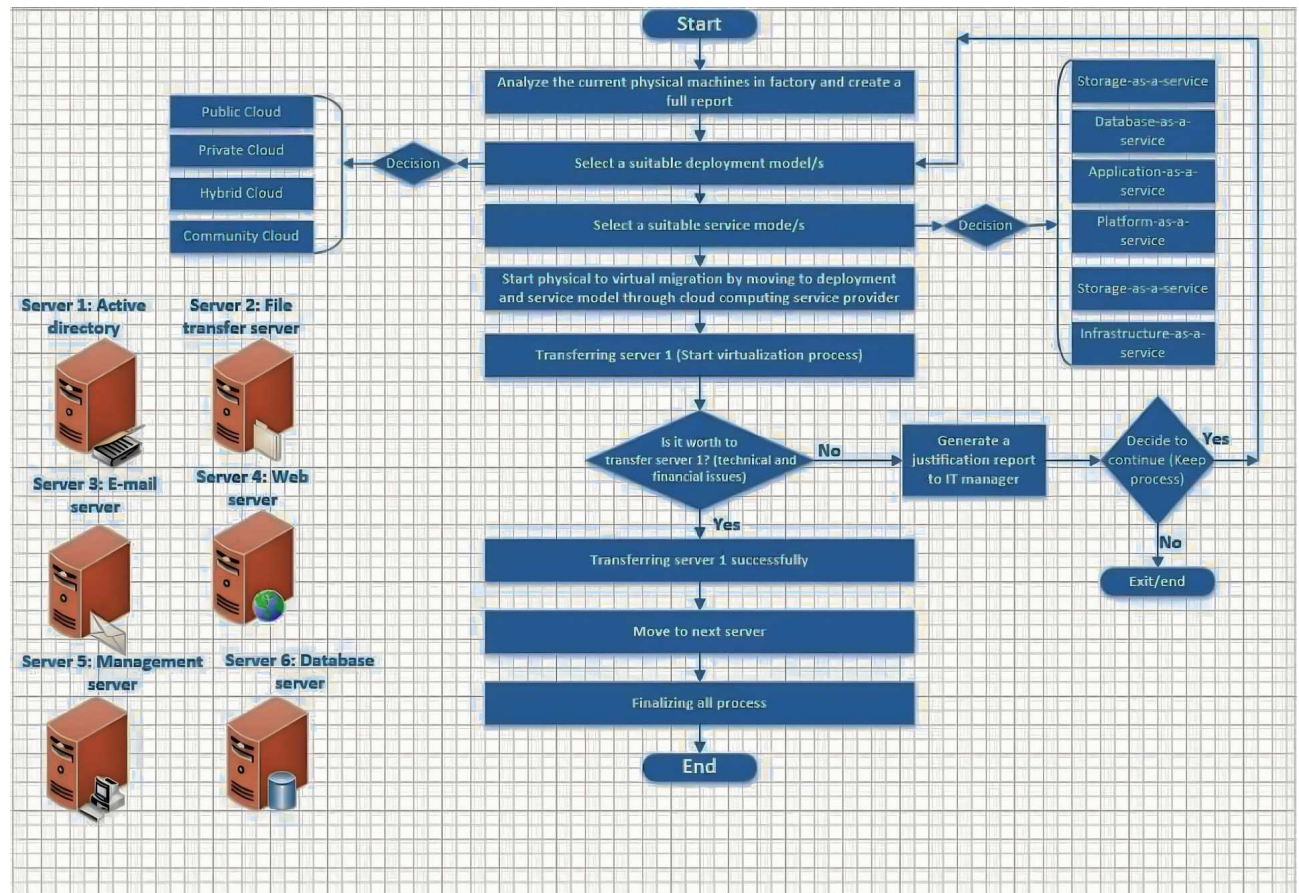 Start
Analyze the current physical machines in factory and create a
full report
Public Cloud
Private Cloud
Hybrid Cloud
Community Cloud
Decision
Select a suitable deployment model/s
Select a suitable service mode/s
Decision
Storage-as-a-service
Database-as-a-
service
Application-as-a-
service
Platform-as-a-
service
Storage-as-a-service
Infrastructure-as-a-
service
Start physical to virtual migration by moving to deployment
and service model through cloud computing service provider
Transferring server 1 (Start virtualization process)
Is it worth to
transfer server 1? (technical and
financial issues)
No
Generate a
justification report
to IT manager
Decide to
continue (Keep
process)
Yes
No
Exit/end
Yes
Transferring server 1 successfully
Move to next server
Finalizing all process
End
Server 1: Active
directory
Server 2: File
transfer server
Server 3: E-mail
server
Server 4: Web
server
Server 5: Management
server
Server 6: Database
server